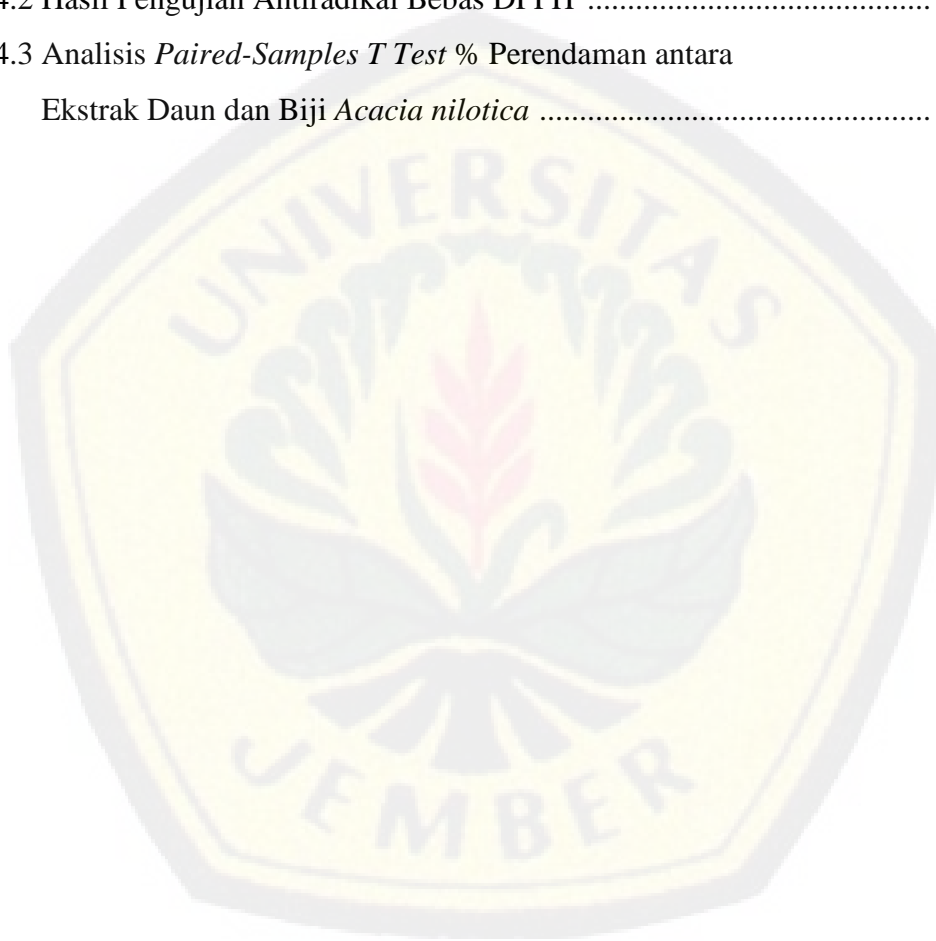 4.2 Hasil Pengujian Antiradikal Bebas DPPH ...........................................
4.3 Analisis Paired-Samples T Test % Perendaman antara
Ekstrak Daun dan Biji Acacia nilotica .................................................
UNIVERSITAS
JEMBER